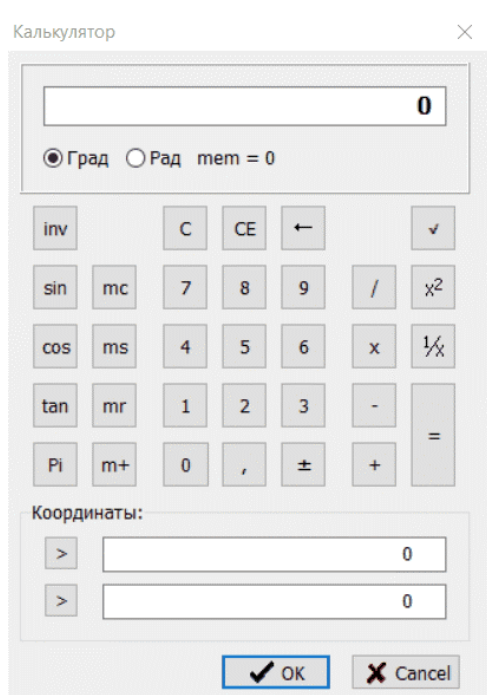 Калькулятор
0
Град Рад mem = 0
inv C CE ← √
sin mc 7 8 9 / x²
cos ms 4 5 6 x 1/x
tan mr 1 2 3 -
=
Pi m+ 0 , ± +
Координаты:
> 0
> 0
OK Cancel